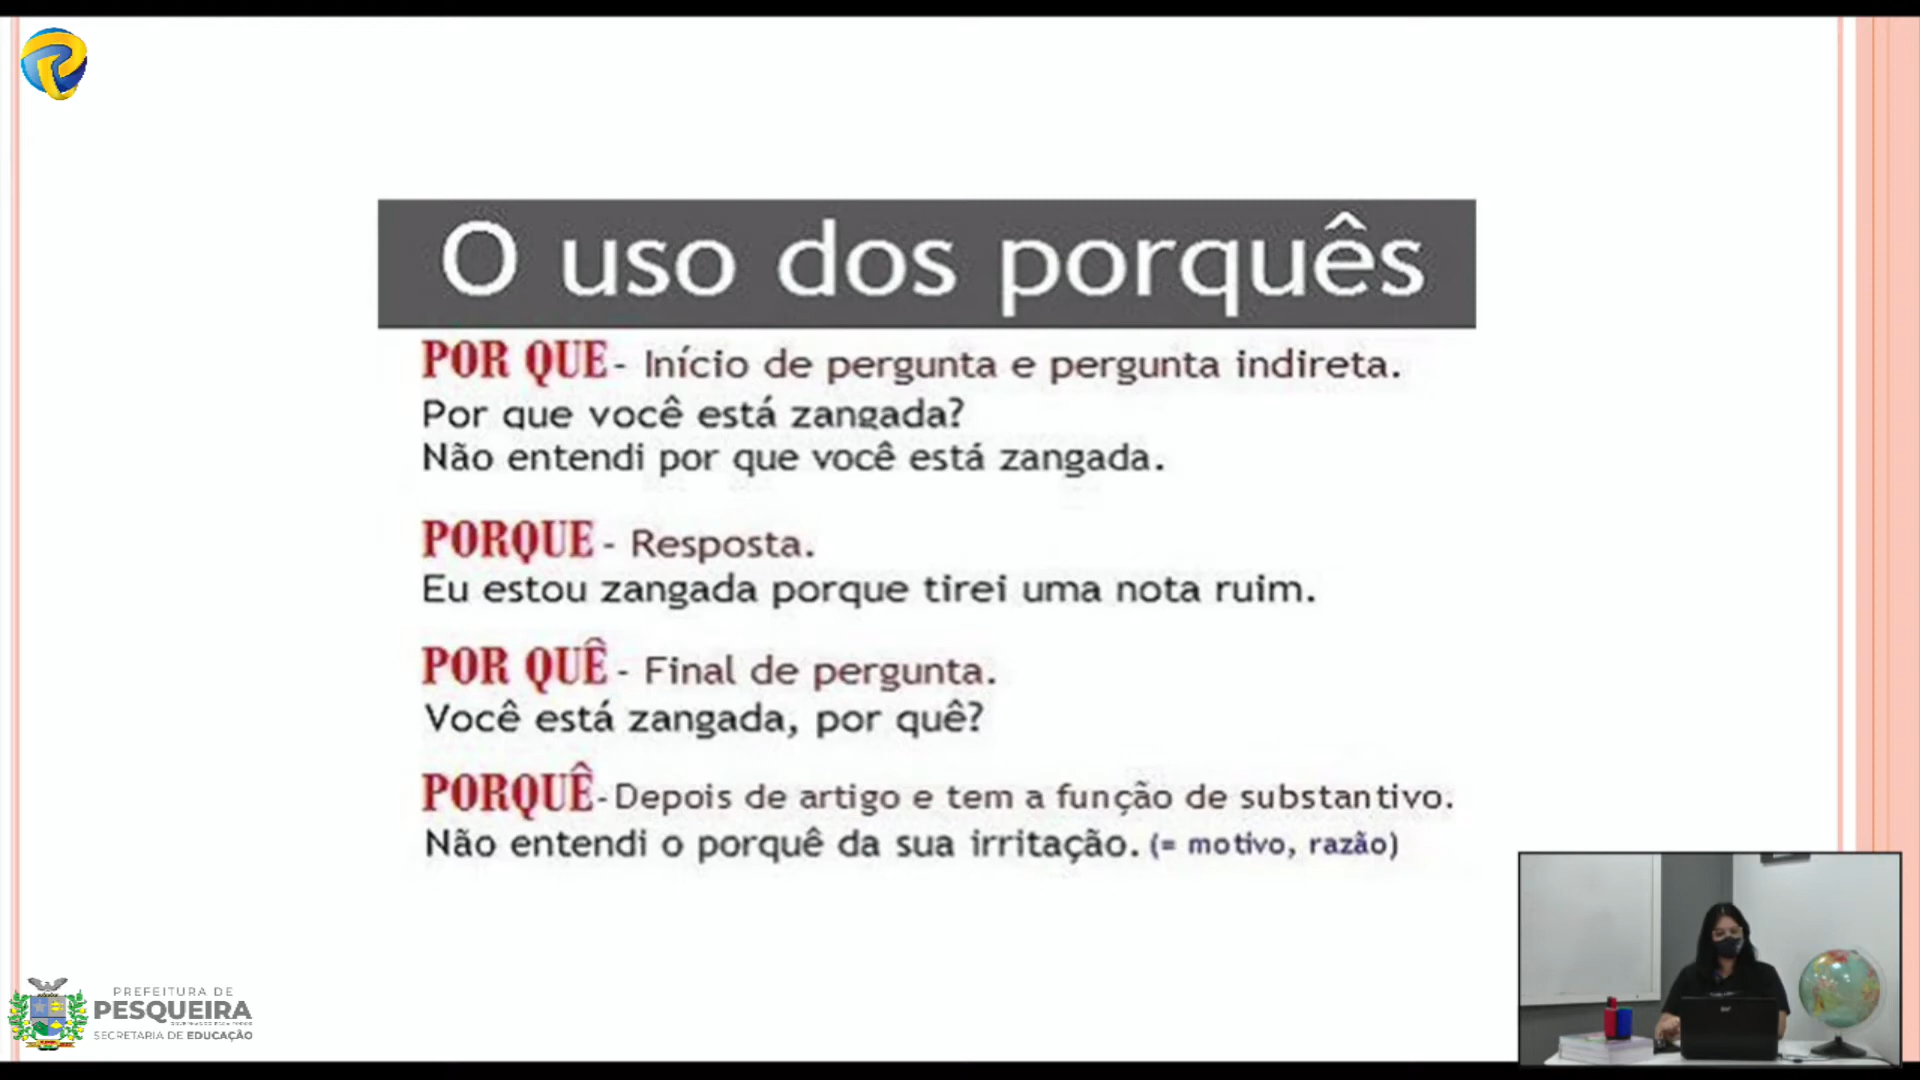 O uso dos porquês
POR QUE - Início de pergunta e pergunta indireta.
Por que você está zangada?
Não entendi por que você está zangada.
PORQUE - Resposta.
Eu estou zangada porque tirei uma nota ruim.
POR QUÊ - Final de pergunta.
Você está zangada, por quê?
PORQUÊ - Depois de artigo e tem a função de substantivo.
Não entendi o porquê da sua irritação. (= motivo, razão)
PREFEITURA DE
PESQUEIRA
SECRETARIA DE EDUCAÇÃO